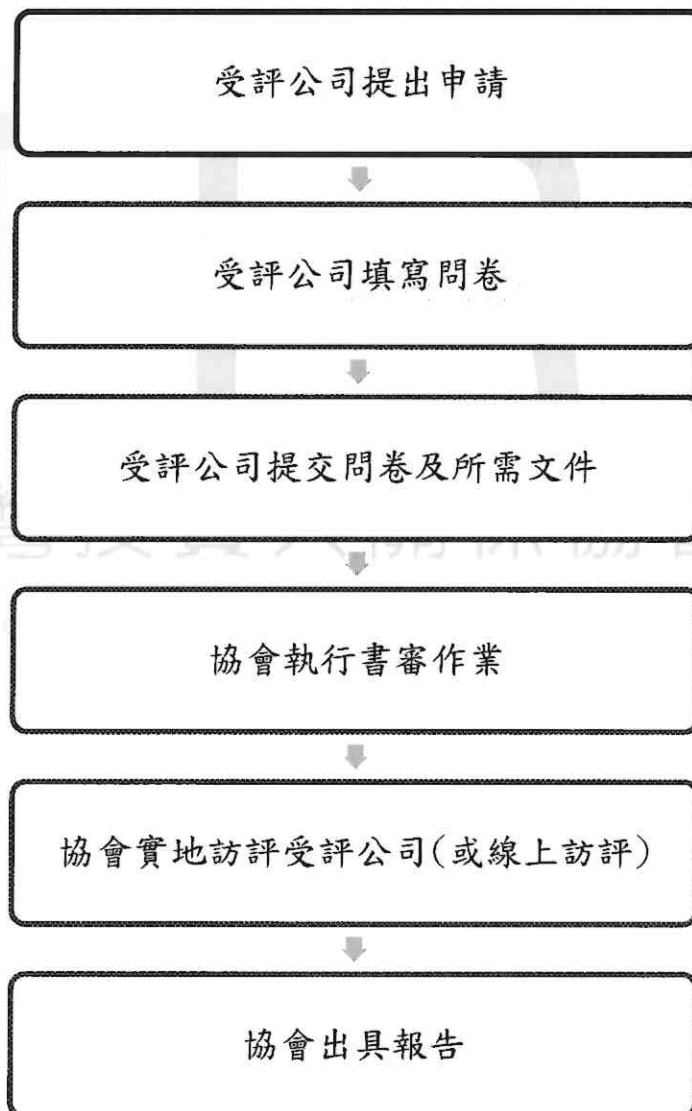 受評公司提出申請
受評公司填寫問卷
受評公司提交問卷及所需文件
協會執行書審作業
協會實地訪評受評公司(或線上訪評)
協會出具報告